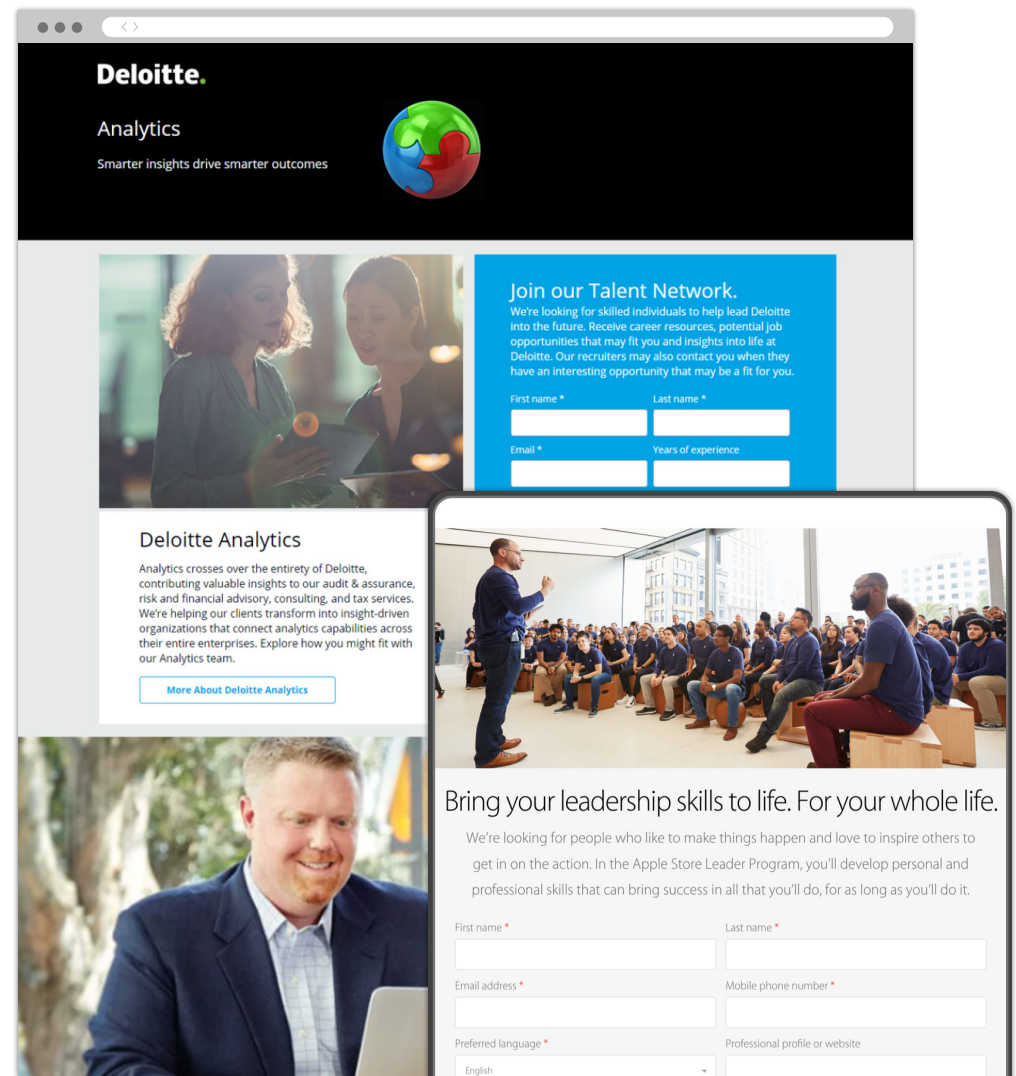 Deloitte.
Analytics
Smarter insights drive smarter outcomes
Join our Talent Network.
We're looking for skilled individuals to help lead Deloitte
into the future. Receive career resources, potential job
opportunities that may fit you and insights into life at
Deloitte. Our recruiters may also contact you when they
have an interesting opportunity that may be a fit for you.
First name * Last name *
Email * Years of experience
Deloitte Analytics
Analytics crosses over the entirety of Deloitte,
contributing valuable insights to our audit & assurance,
risk and financial advisory, consulting, and tax services.
We're helping our clients transform into insight-driven
organizations that connect analytics capabilities across
their entire enterprises. Explore how you might fit with
our Analytics team.
More About Deloitte Analytics
Bring your leadership skills to life. For your whole life.
We're looking for people who like to make things happen and love to inspire others to
get in on the action. In the Apple Store Leader Program, you'll develop personal and
professional skills that can bring success in all that you'll do, for as long as you'll do it.
First name * Last name *
Email address * Mobile phone number *
Preferred language * Professional profile or website
English